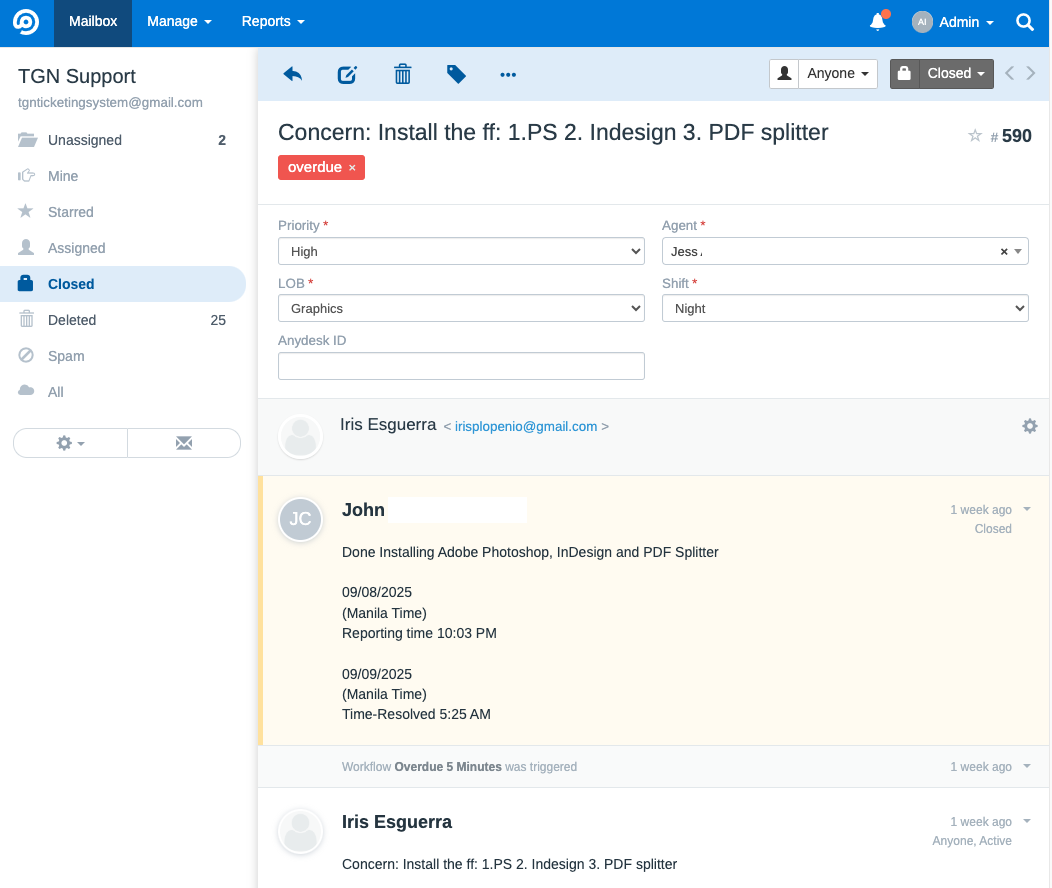 Mailbox Manage Reports AI Admin
TGN Support
tgnticketingsystem@gmail.com
Unassigned 2
Mine
Starred
Assigned
Closed
Deleted 25
Spam
All
Anyone Closed
Concern: Install the ff: 1.PS 2. Indesign 3. PDF splitter
# 590
overdue ×
Priority * Agent *
High Jess × 
LOB * Shift *
Graphics Night
Anydesk ID
Iris Esguerra < irisplopenio@gmail.com >
JC
John
1 week ago
Closed
Done Installing Adobe Photoshop, InDesign and PDF Splitter
09/08/2025
(Manila Time)
Reporting time 10:03 PM
09/09/2025
(Manila Time)
Time-Resolved 5:25 AM
Workflow Overdue 5 Minutes was triggered 1 week ago
Iris Esguerra 1 week ago
Anyone, Active
Concern: Install the ff: 1.PS 2. Indesign 3. PDF splitter